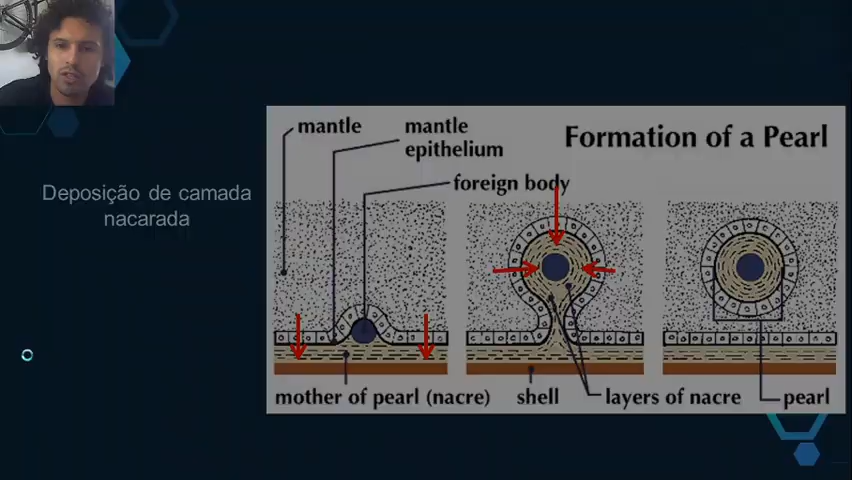 mantle
mantle
epithelium
Formation of a Pearl
foreign body
Deposição de camada
nacarada
mother of pearl (nacre)
shell
layers of nacre
pearl